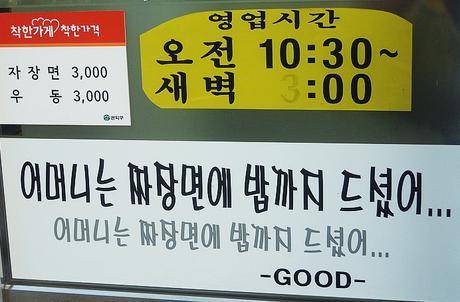 착한가게 착한가격
자장면 3,000
우동 3,000
관악구
영업시간
오전 10:30~
새벽 3:00
어머니는 짜장면에 밥까지 드셨어...
어머니는 짜장면에 밥까지 드셨어...
-GOOD-